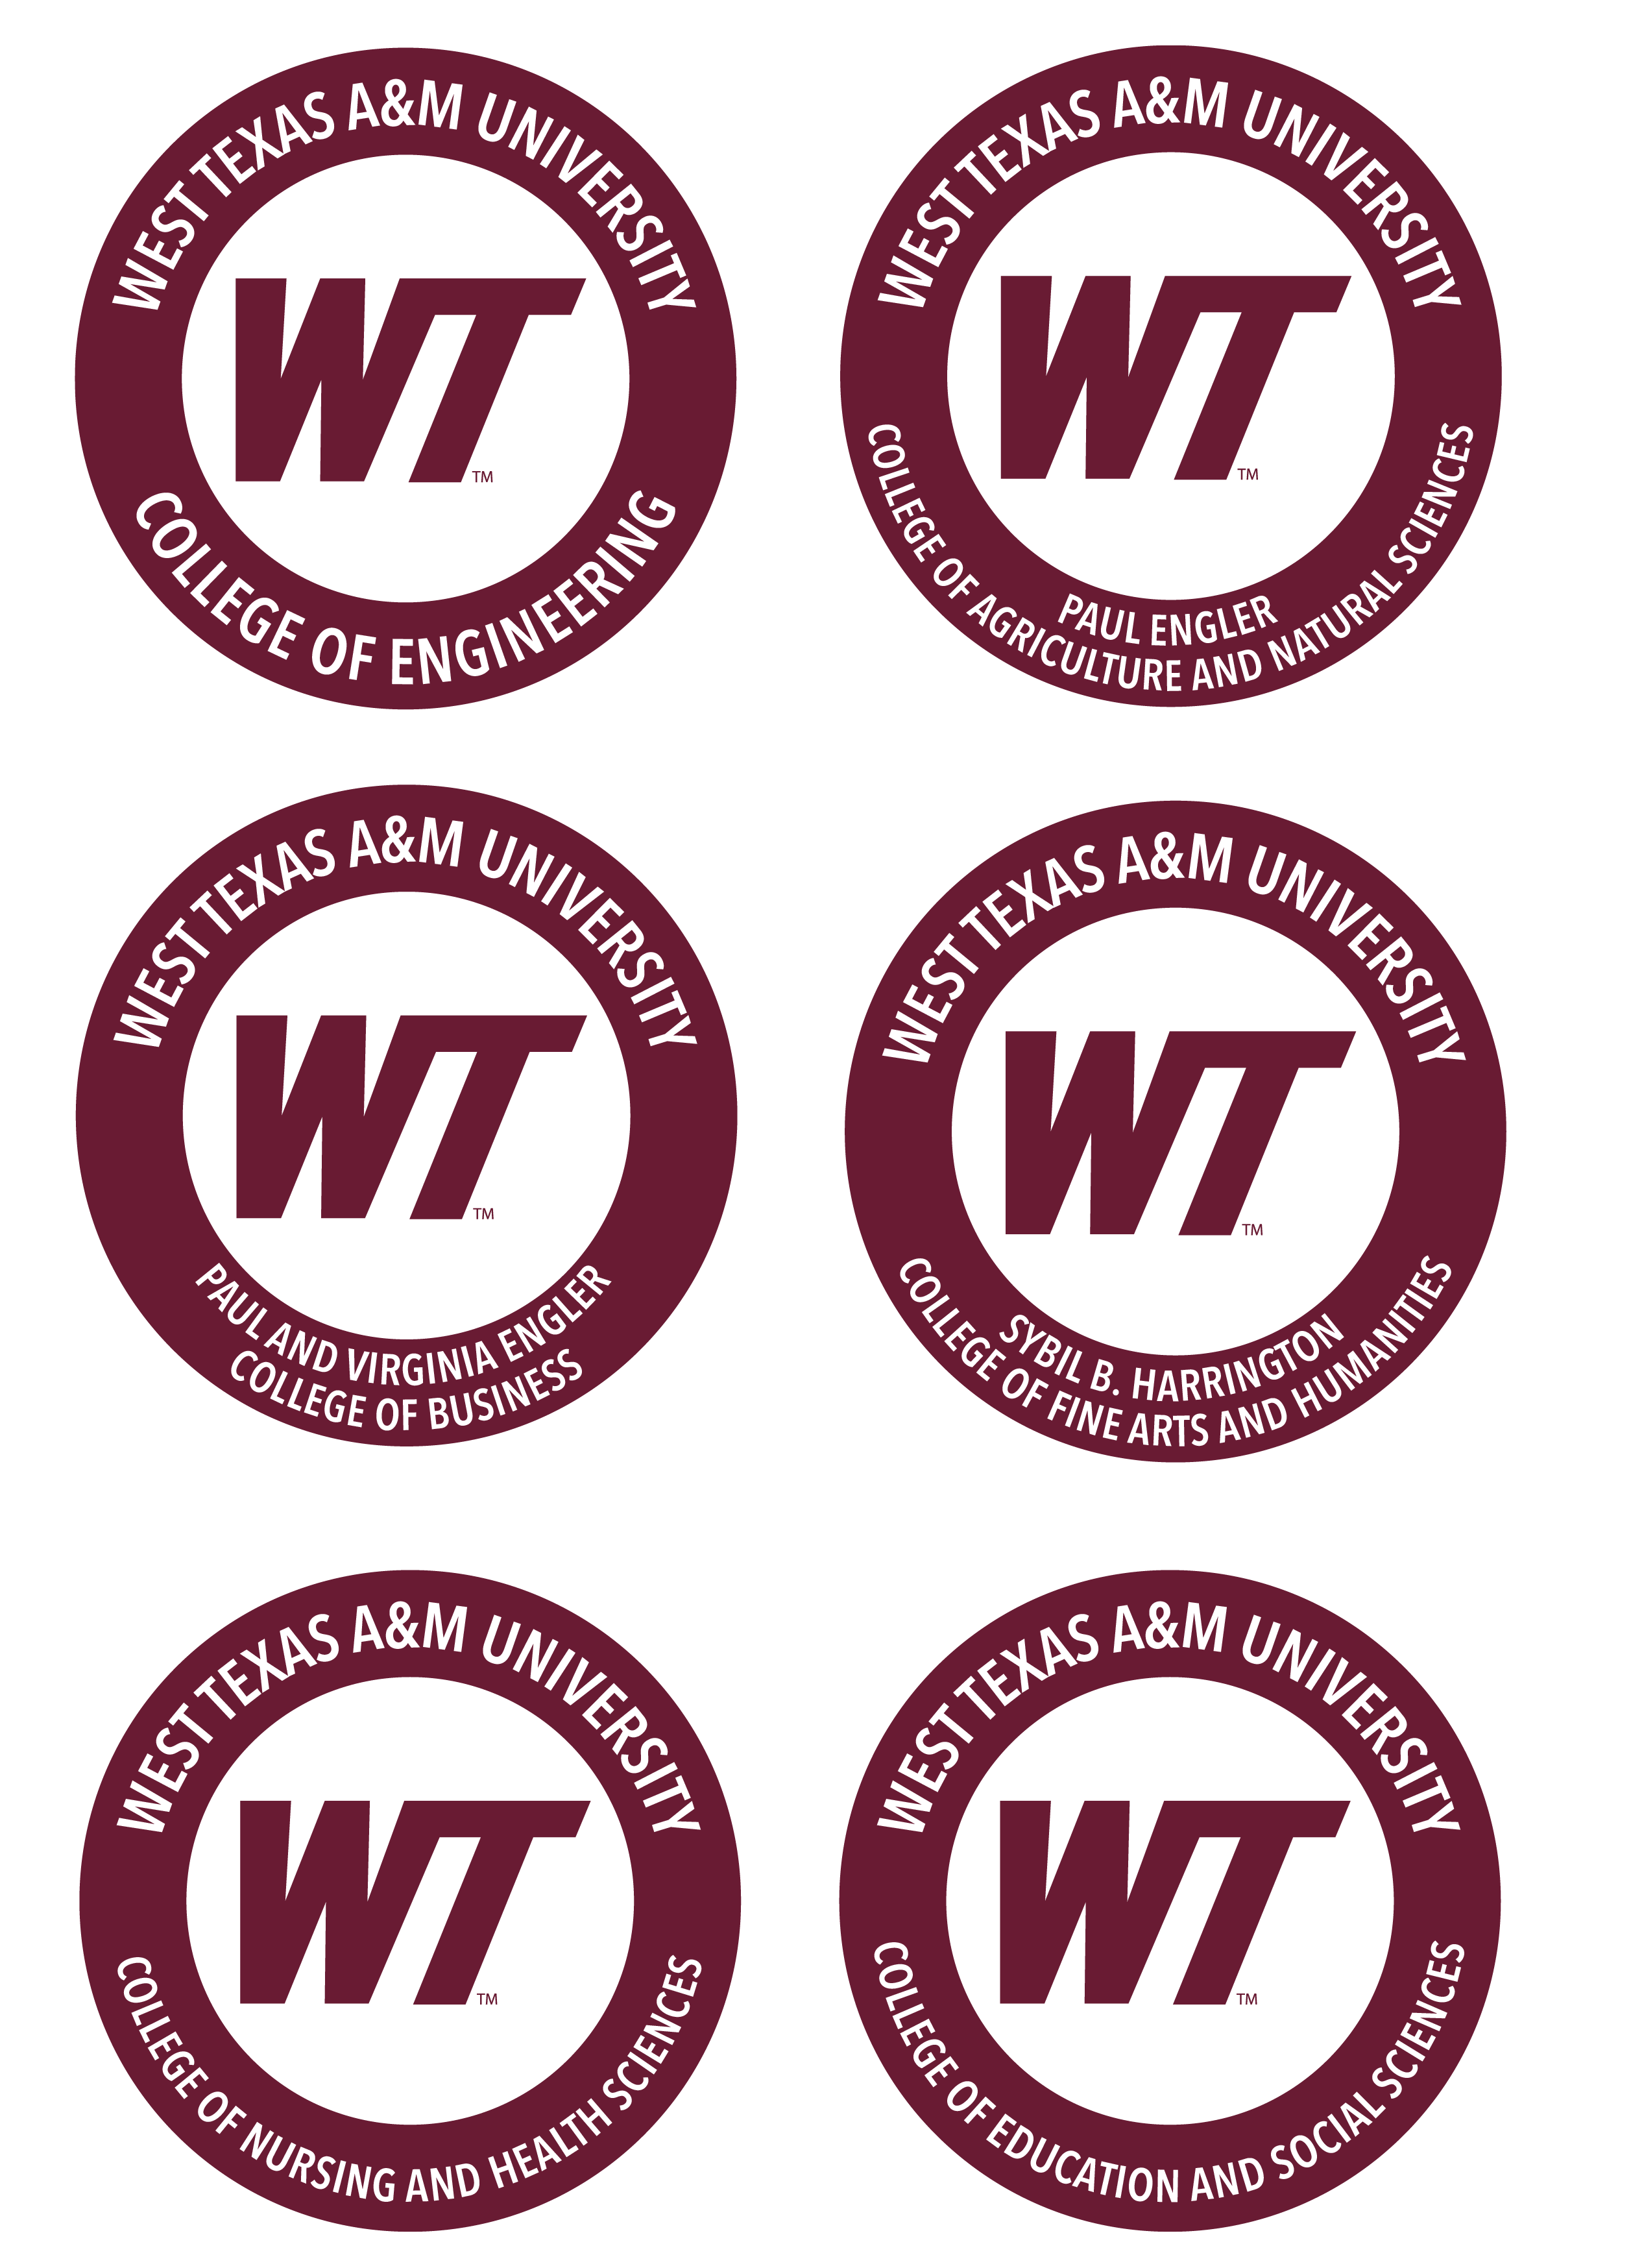 WEST TEXAS A&M UNIVERSITY
WT
TM
COLLEGE OF ENGINEERING
WEST TEXAS A&M UNIVERSITY
WT
TM
PAUL ENGLER
COLLEGE OF AGRICULTURE AND NATURAL SCIENCES
WEST TEXAS A&M UNIVERSITY
WT
TM
PAUL AND VIRGINIA ENGLER
COLLEGE OF BUSINESS
WEST TEXAS A&M UNIVERSITY
WT
TM
SYBIL B. HARRINGTON
COLLEGE OF FINE ARTS AND HUMANITIES
WEST TEXAS A&M UNIVERSITY
WT
TM
COLLEGE OF NURSING AND HEALTH SCIENCES
WEST TEXAS A&M UNIVERSITY
WT
TM
COLLEGE OF EDUCATION AND SOCIAL SCIENCES